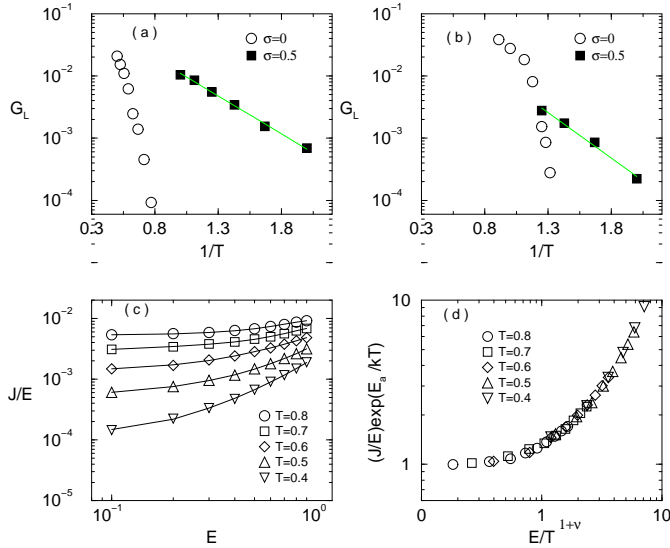 ( a )
σ=0
σ=0.5
10⁻¹
10⁻²
10⁻³
10⁻⁴
G_L
0.3 0.8 1.3 1.8
1/T
( b )
σ=0
σ=0.5
10⁻¹
10⁻²
10⁻³
10⁻⁴
G_L
0.3 0.8 1.3 1.8
1/T
( c )
10⁻²
10⁻³
10⁻⁴
10⁻⁵
J/E
T=0.8
T=0.7
T=0.6
T=0.5
T=0.4
10⁻¹ 10⁰
E
(d)
10
1
(J/E)exp(E_a /kT)
T=0.8
T=0.7
T=0.6
T=0.5
T=0.4
0 1 10
E/T^1+ν